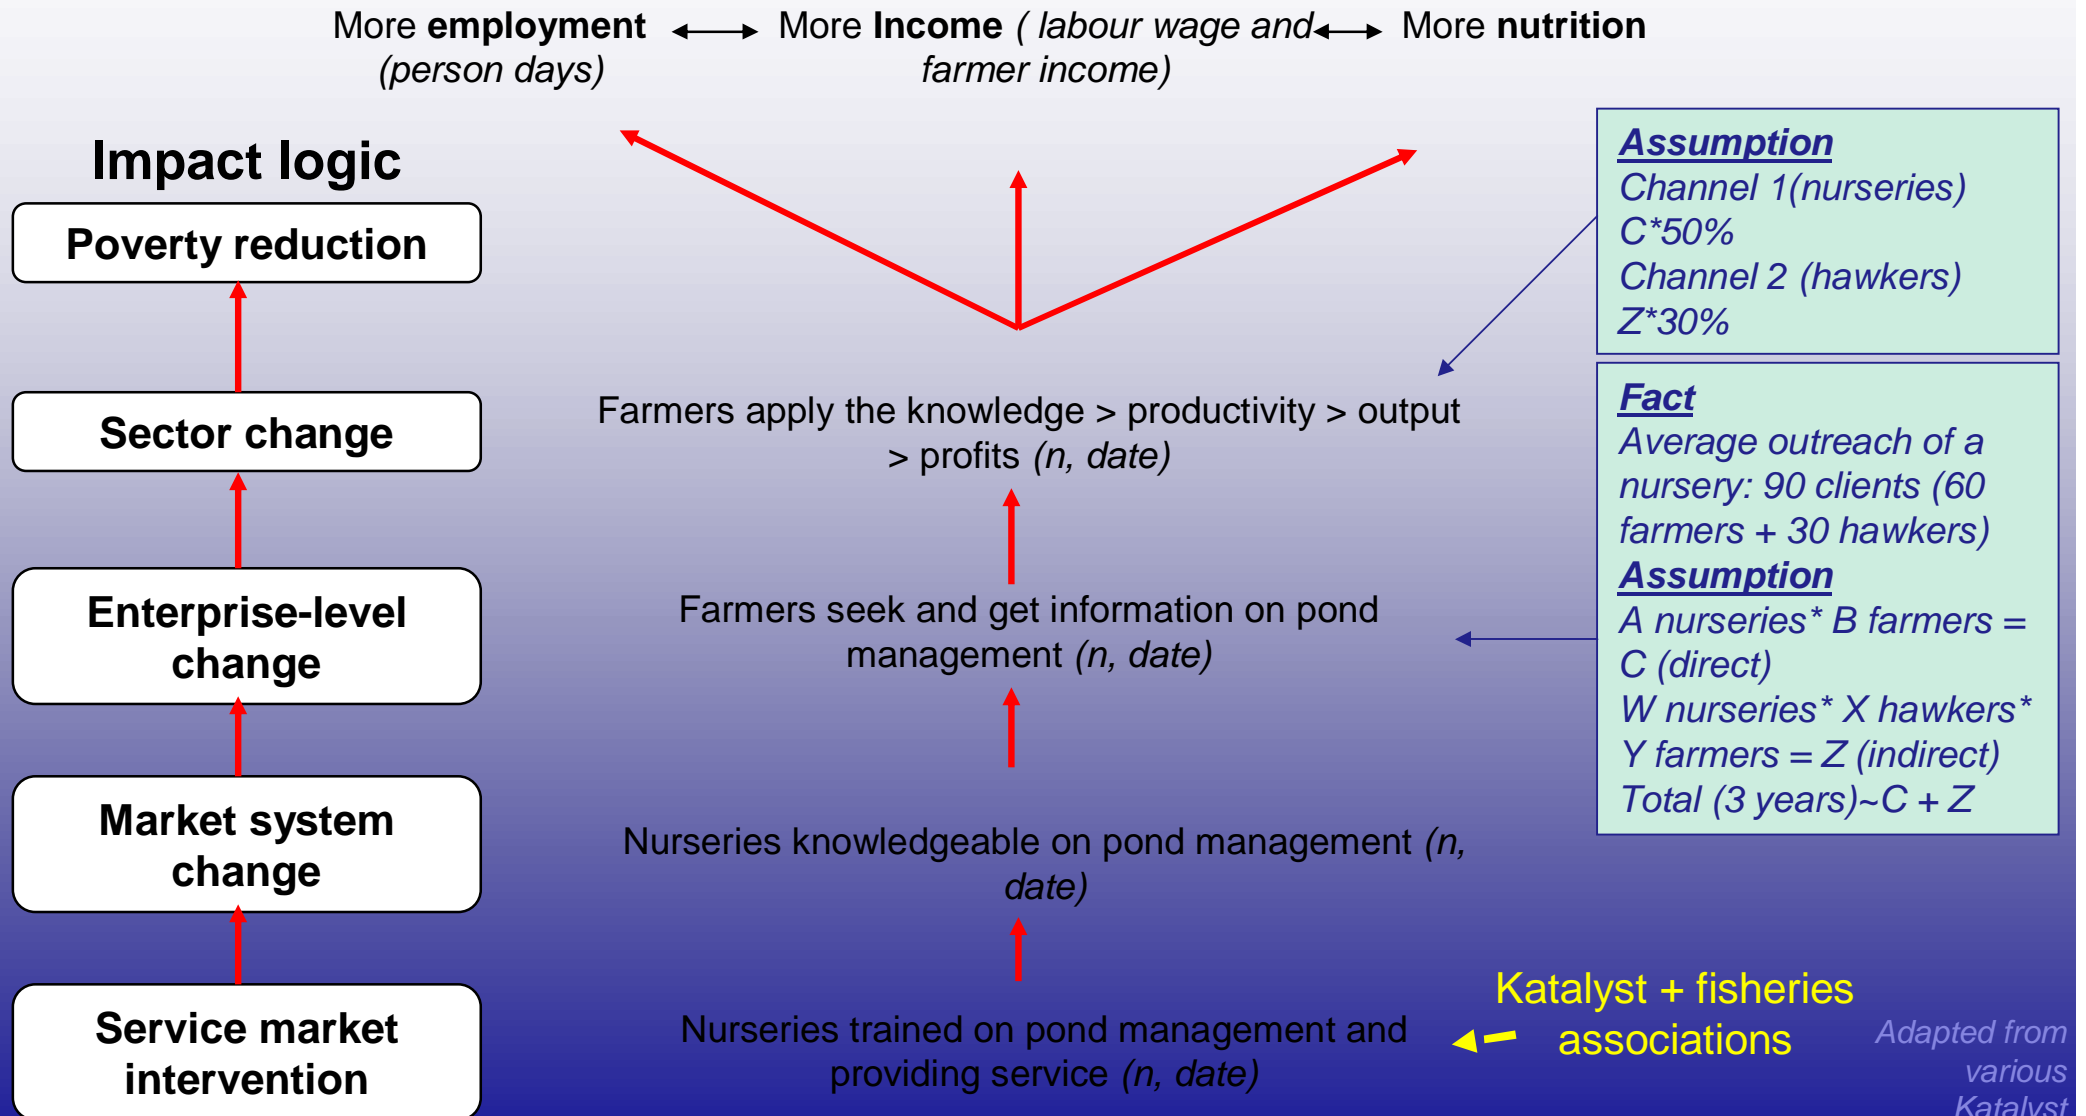 More employment
(person days)
More Income ( labour wage and
farmer income)
More nutrition
Impact logic
Poverty reduction
Sector change
Enterprise-level
change
Market system
change
Service market
intervention
Farmers apply the knowledge > productivity > output
> profits (n, date)
Farmers seek and get information on pond
management (n, date)
Nurseries knowledgeable on pond management (n,
date)
Nurseries trained on pond management and
providing service (n, date)
Assumption
Channel 1(nurseries)
C*50%
Channel 2 (hawkers)
Z*30%
Fact
Average outreach of a
nursery: 90 clients (60
farmers + 30 hawkers)
Assumption
A nurseries* B farmers =
C (direct)
W nurseries* X hawkers*
Y farmers = Z (indirect)
Total (3 years)~C + Z
Katalyst + fisheries
associations
Adapted from
various
Katalyst